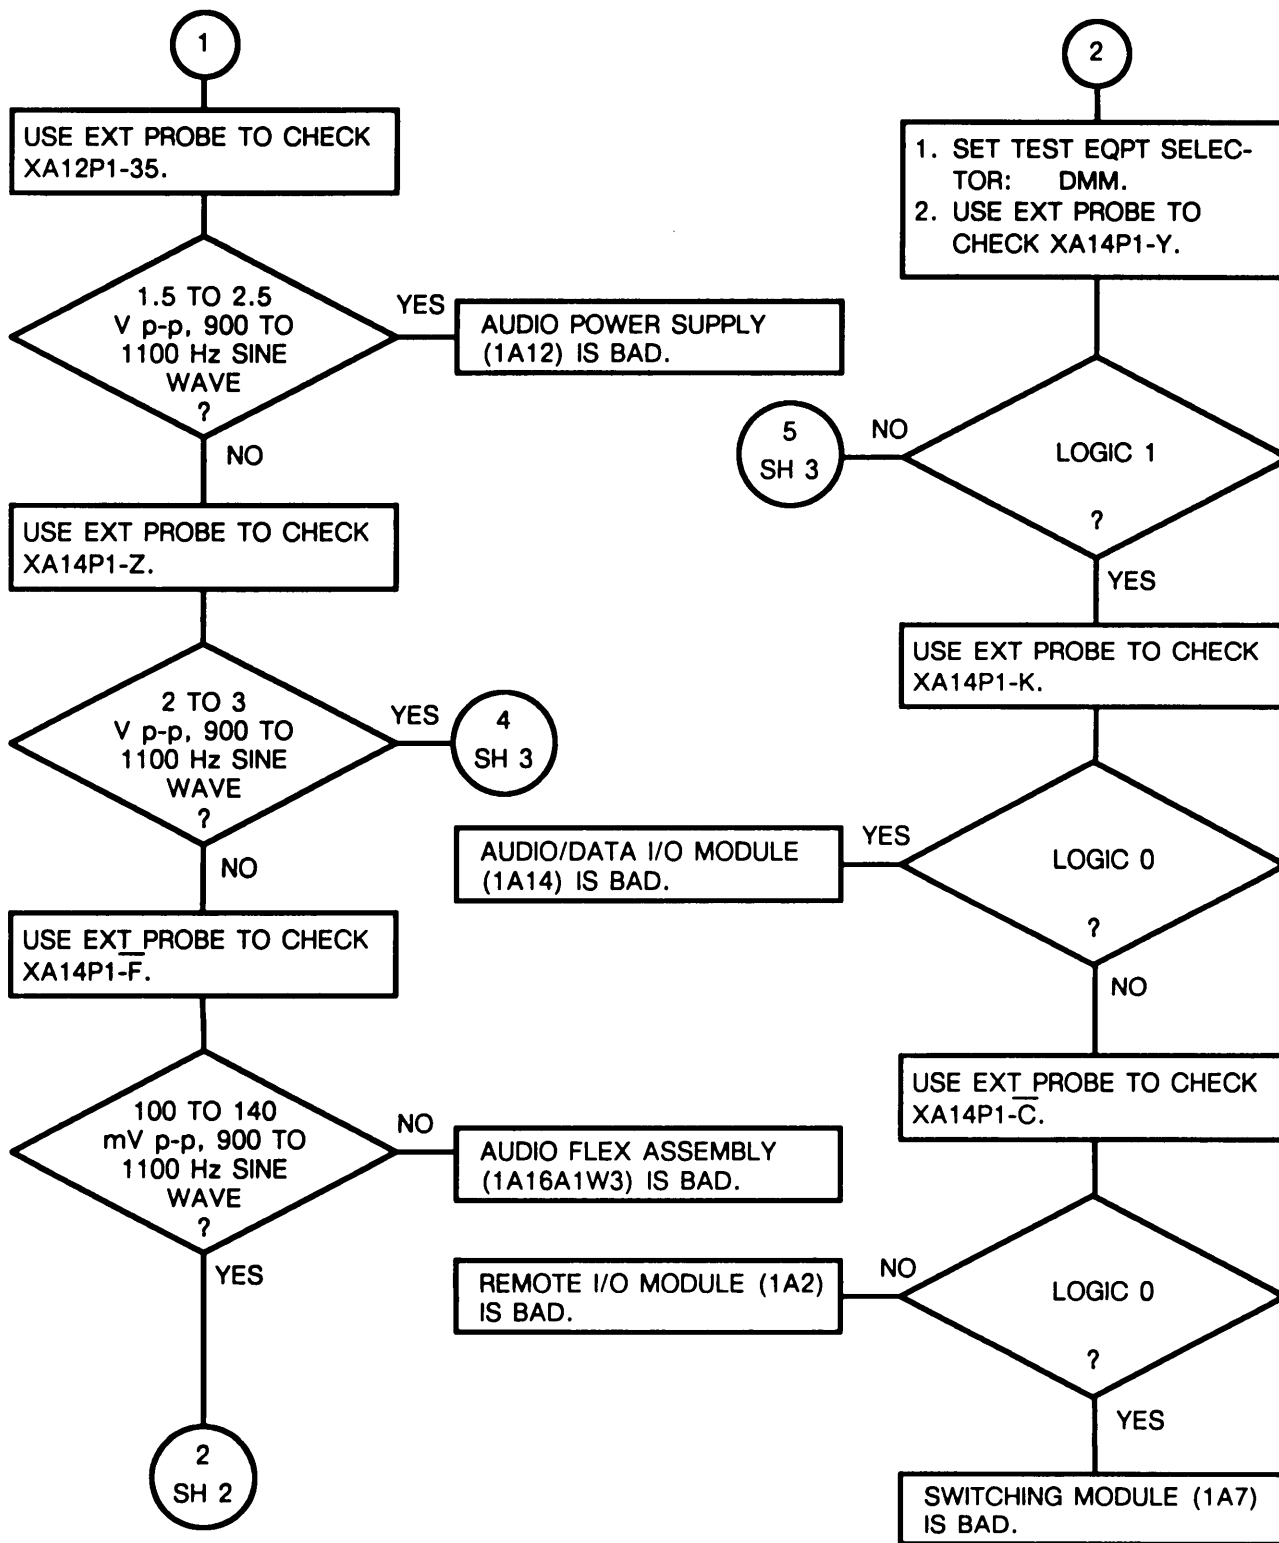 1
USE EXT PROBE TO CHECK
XA12P1-35.
1.5 TO 2.5
V p-p, 900 TO
1100 Hz SINE
WAVE
?
YES
AUDIO POWER SUPPLY
(1A12) IS BAD.
NO
USE EXT PROBE TO CHECK
XA14P1-Z.
2 TO 3
V p-p, 900 TO
1100 Hz SINE
WAVE
?
YES
4
SH 3
NO
USE EXT PROBE TO CHECK
XA14P1-F̅.
100 TO 140
mV p-p, 900 TO
1100 Hz SINE
WAVE
?
NO
AUDIO FLEX ASSEMBLY
(1A16A1W3) IS BAD.
YES
2
SH 2
2
1. SET TEST EQPT SELEC-
TOR: DMM.
2. USE EXT PROBE TO
CHECK XA14P1-Y.
LOGIC 1
?
NO
5
SH 3
YES
USE EXT PROBE TO CHECK
XA14P1-K.
LOGIC 0
?
YES
AUDIO/DATA I/O MODULE
(1A14) IS BAD.
NO
USE EXT PROBE TO CHECK
XA14P1-C̅.
LOGIC 0
?
NO
REMOTE I/O MODULE (1A2)
IS BAD.
YES
SWITCHING MODULE (1A7)
IS BAD.